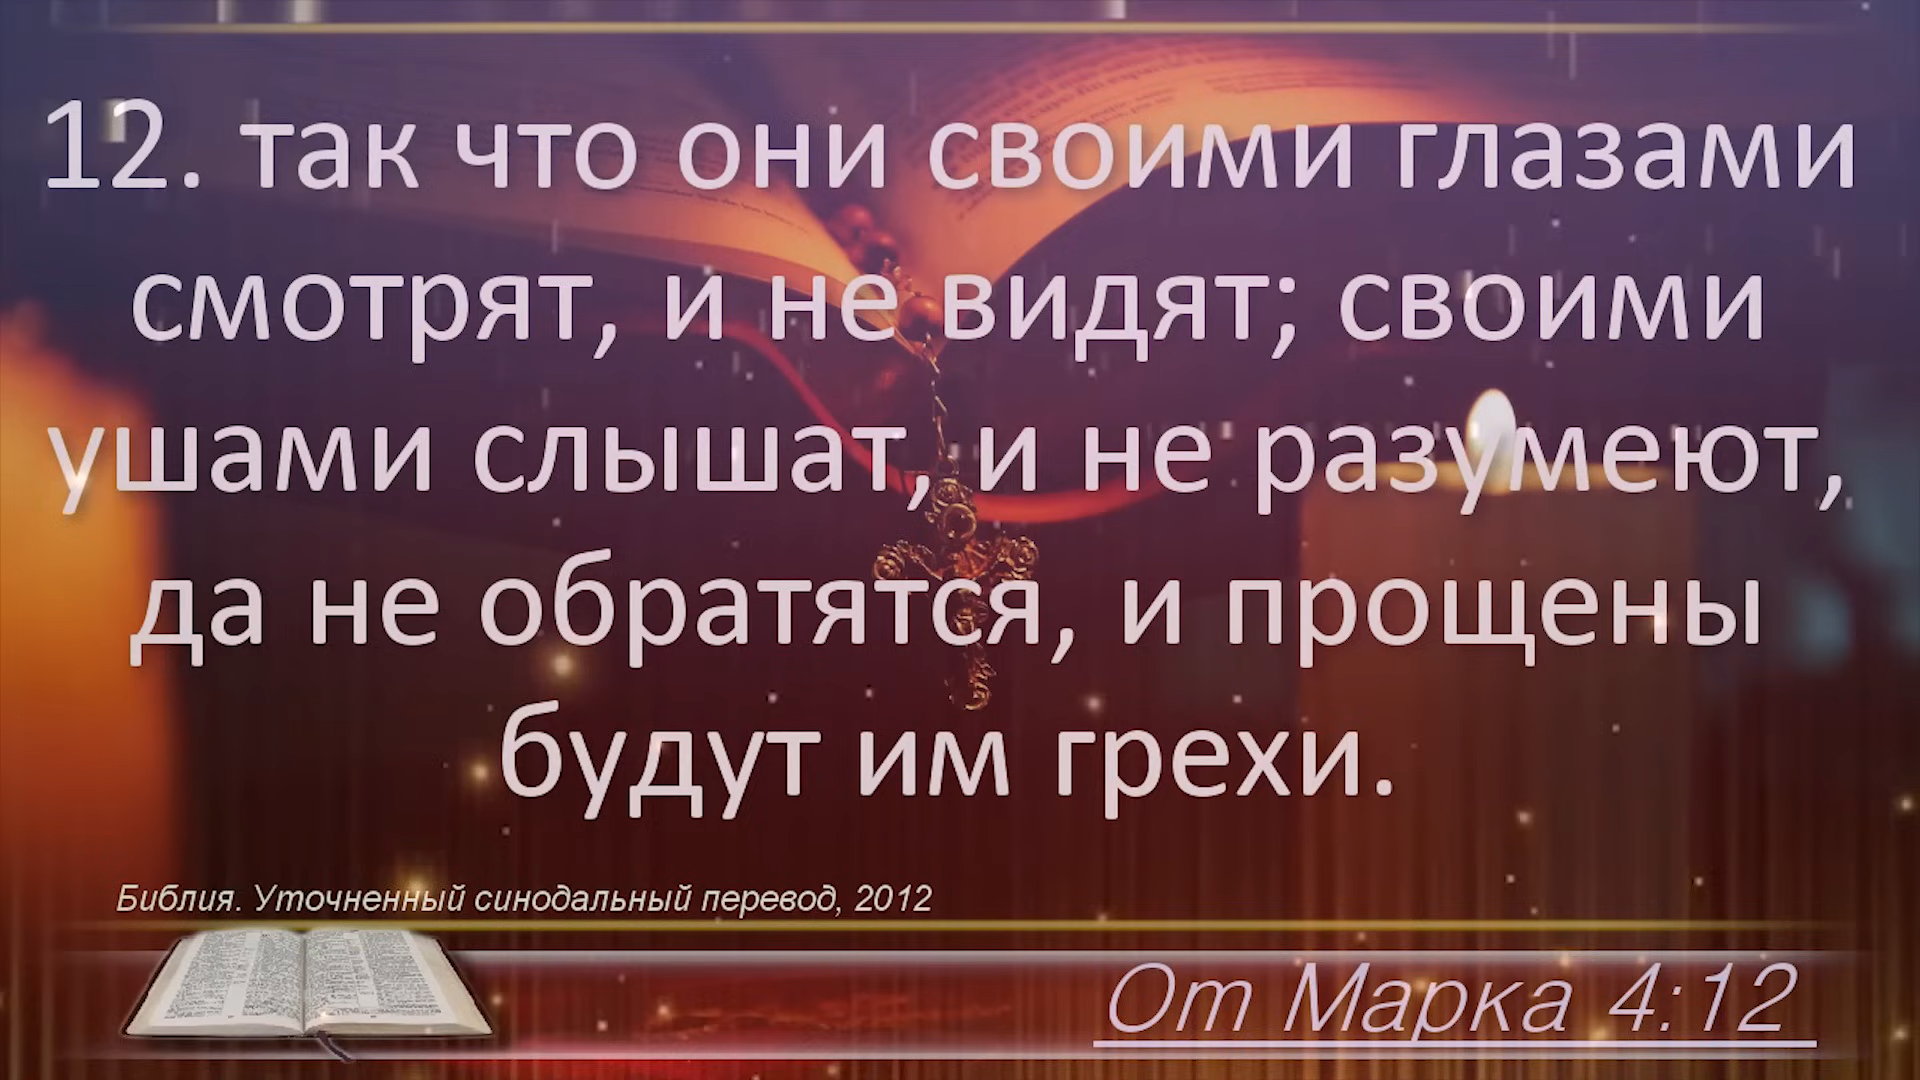 12. так что они своими глазами
смотрят, и не видят; своими
ушами слышат, и не разумеют,
да не обратятся, и прощены
будут им грехи.
Библия. Уточненный синодальный перевод, 2012
От Марка 4:12